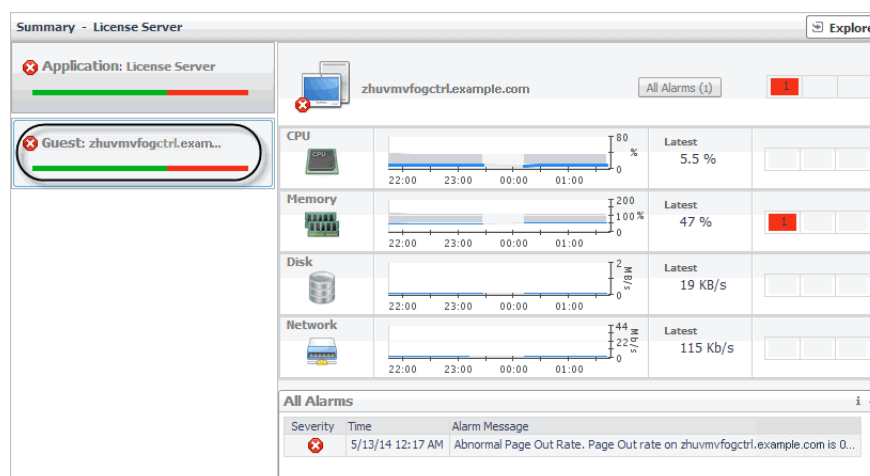 Summary - License Server
Explore
Application: License Server
Guest: zhuvmvfogctrl.exam...
zhuvmvfogctrl.example.com
All Alarms (1)
1
CPU
CPU
80
%
0
22:00 23:00 00:00 01:00
Latest
5.5 %
Memory
200
100 %
0
22:00 23:00 00:00 01:00
Latest
47 %
1
Disk
2
MB/s
0
22:00 23:00 00:00 01:00
Latest
19 KB/s
Network
44
22
Mb/s
0
22:00 23:00 00:00 01:00
Latest
115 Kb/s
All Alarms
i
Severity Time Alarm Message
5/13/14 12:17 AM Abnormal Page Out Rate. Page Out rate on zhuvmvfogctrl.example.com is 0...